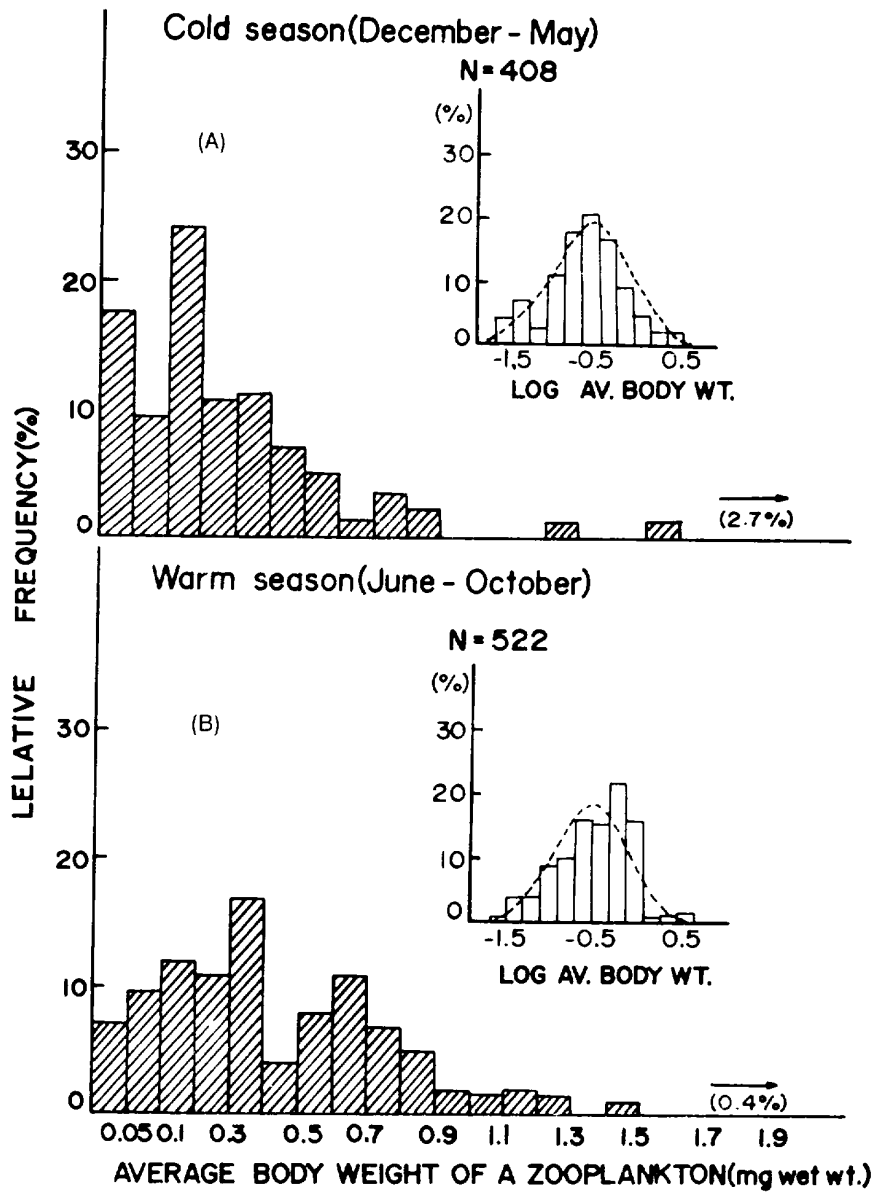 Cold season(December - May)
N=408
(A)
(%)
30
20
10
0
-1,5 -0.5 0.5
LOG AV. BODY WT.
30
20
10
0
(2.7%)
LELATIVE FREQUENCY(%)
Warm season(June - October)
N=522
(B)
(%)
30
20
10
0
-1.5 -0.5 0.5
LOG AV. BODY WT.
30
20
10
0
(0.4%)
0.05 0.1 0.3 0.5 0.7 0.9 1.1 1.3 1.5 1.7 1.9
AVERAGE BODY WEIGHT OF A ZOOPLANKTON(mg wet wt.)